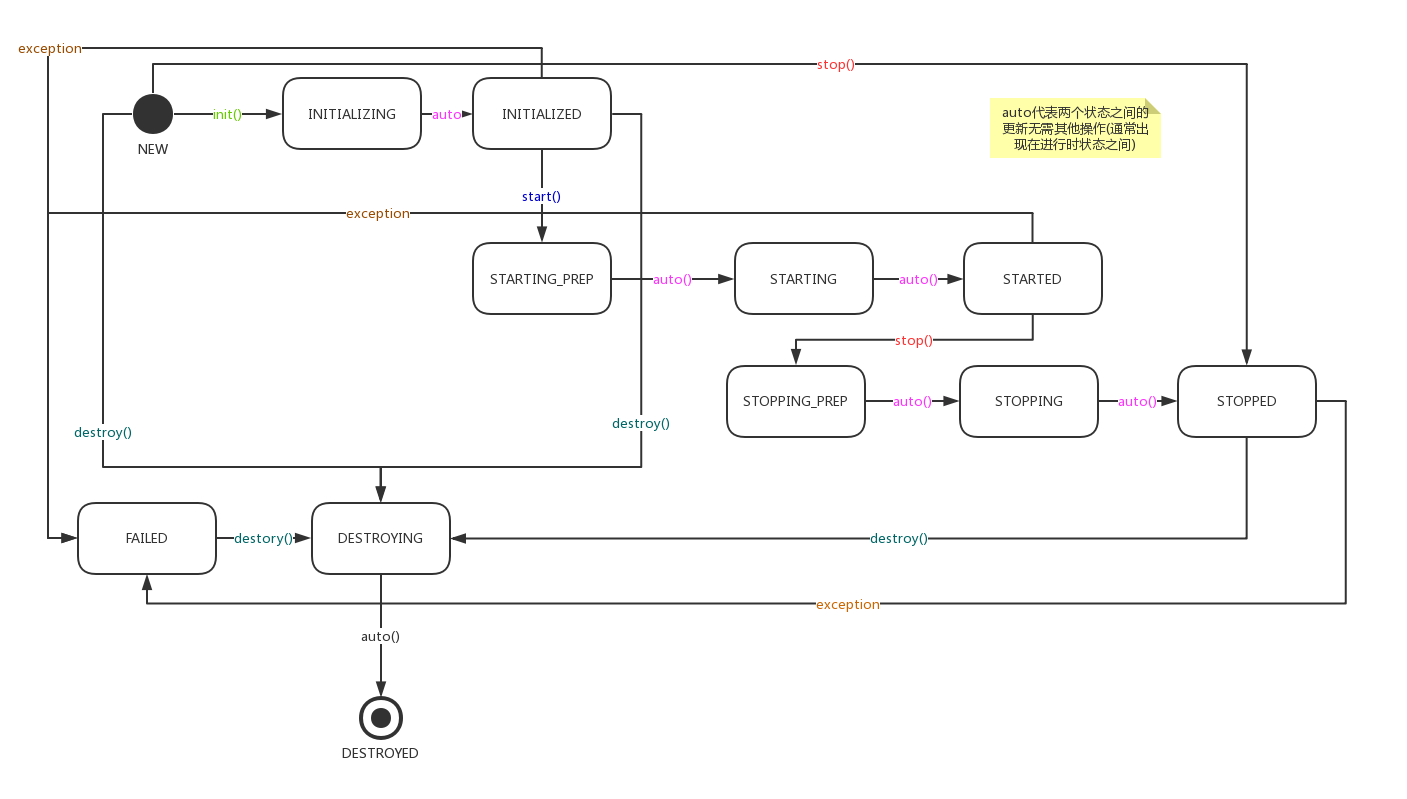 exception
stop()
init()
INITIALIZING
auto
INITIALIZED
NEW
auto代表两个状态之间的
更新无需其他操作(通常出
现在进行时状态之间)
start()
exception
STARTING_PREP
auto()
STARTING
auto()
STARTED
stop()
STOPPING_PREP
auto()
STOPPING
auto()
STOPPED
destroy()
destroy()
FAILED
destory()
DESTROYING
destroy()
exception
auto()
DESTROYED